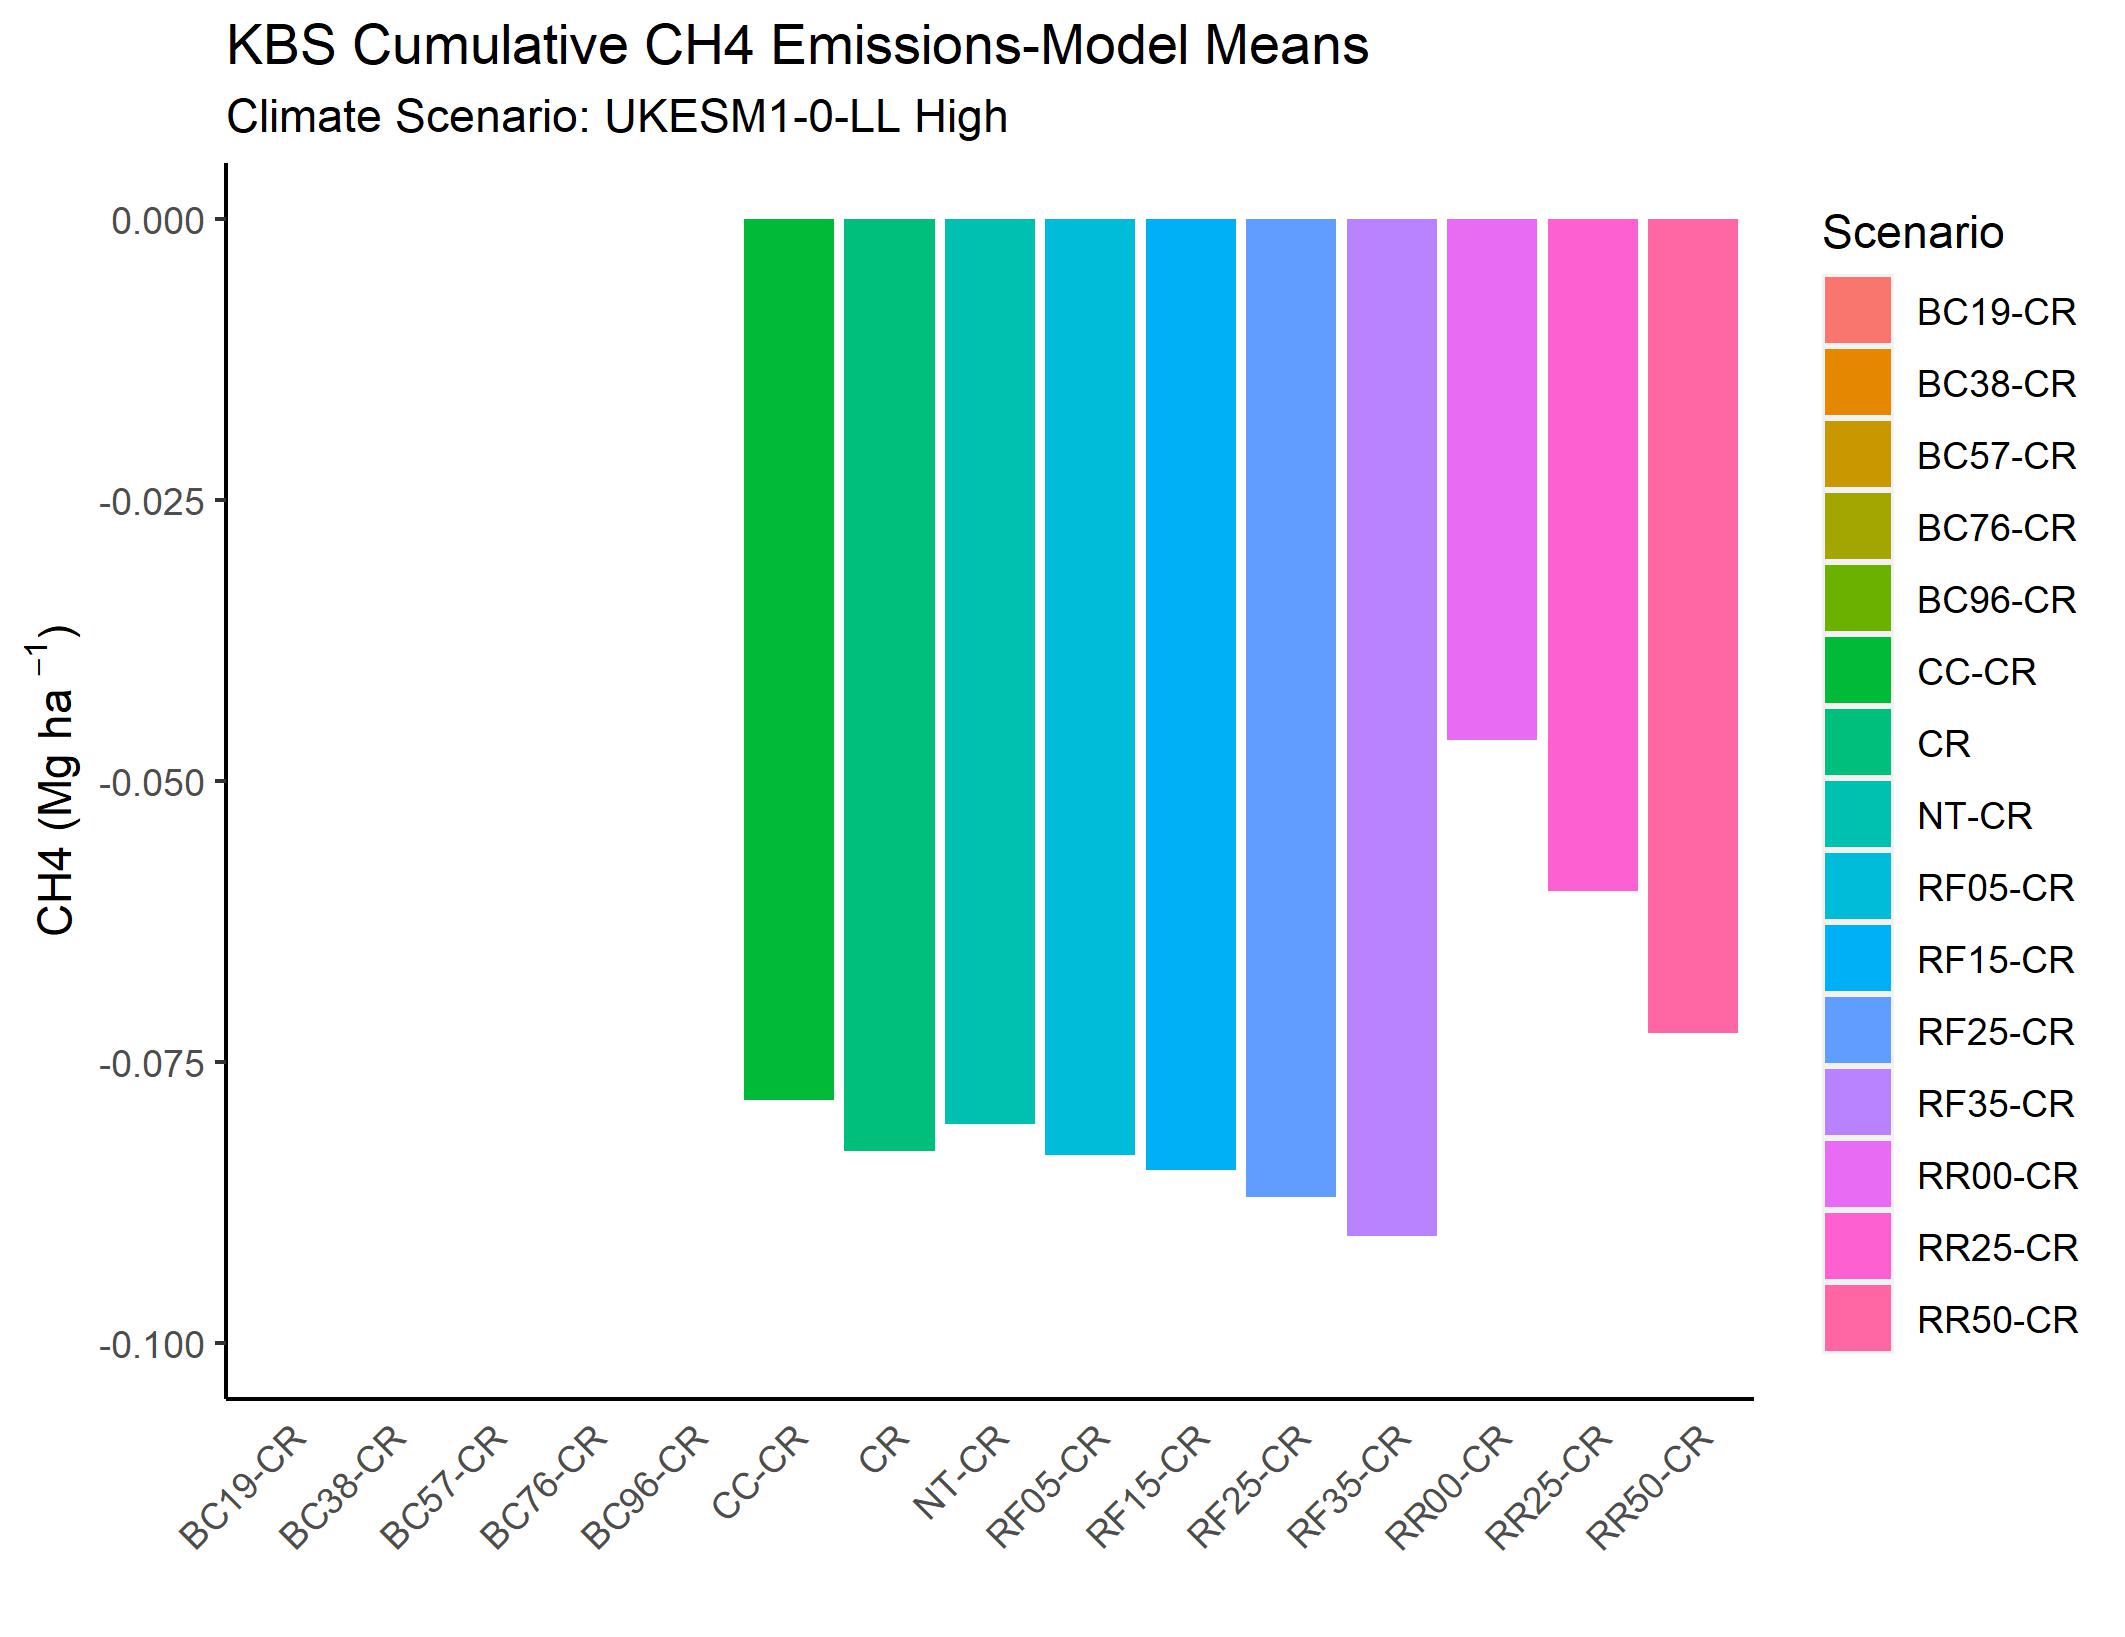 KBS Cumulative CH4 Emissions-Model Means
Climate Scenario: UKESM1-0-LL High
CH4 (Mg ha −1)
0.000
-0.025
-0.050
-0.075
-0.100
BC19-CR
BC38-CR
BC57-CR
BC76-CR
BC96-CR
CC-CR
CR
NT-CR
RF05-CR
RF15-CR
RF25-CR
RF35-CR
RR00-CR
RR25-CR
RR50-CR
Scenario
BC19-CR
BC38-CR
BC57-CR
BC76-CR
BC96-CR
CC-CR
CR
NT-CR
RF05-CR
RF15-CR
RF25-CR
RF35-CR
RR00-CR
RR25-CR
RR50-CR